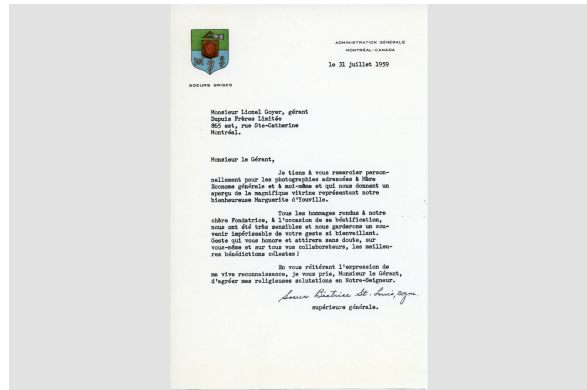 ADMINISTRATION GÉNÉRALE
MONTRÉAL-CANADA
le 31 juillet 1959
SOEURS GRISES
Monsieur Lionel Goyer, gérant
Dupuis Frères Limitée
865 est, rue Ste-Catherine
Montréal.
Monsieur le Gérant,
Je tiens à vous remercier person-
nellement pour les photographies adressées à Mère
Econome générale et à moi-même et qui nous donnent un
aperçu de la magnifique vitrine représentant notre
bienheureuse Marguerite d'Youville.
Tous les hommages rendus à notre
chère Fondatrice, à l'occasion de sa béatification,
nous ont été très sensibles et nous garderons un sou-
venir impérissable de votre geste si bienveillant.
Geste qui vous honore et attirera sans doute, sur
vous-même et sur tous vos collaborateurs, les meilleu-
res bénédictions célestes!
En vous réitérant l'expression de
ma vive reconnaissance, je vous prie, Monsieur le Gérant,
d'agréer mes religieuses salutations en Notre-Seigneur.
Soeur Béatrice St-Louis,
supérieure générale.